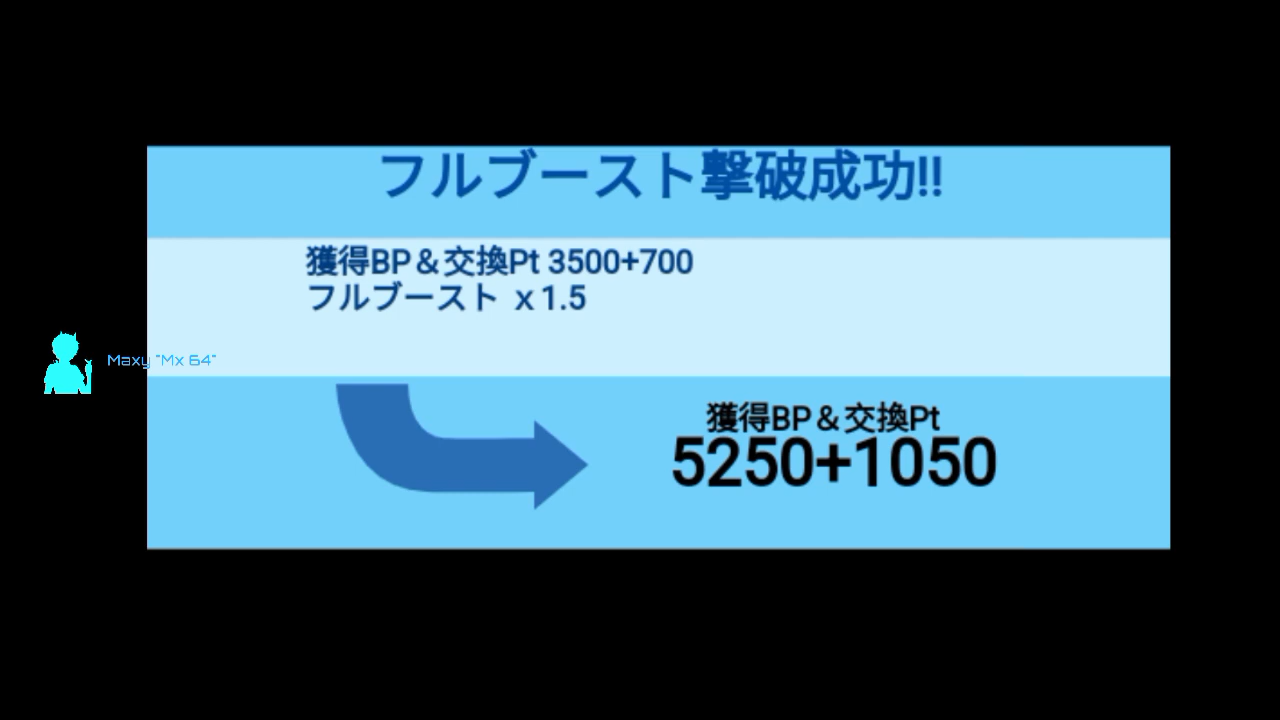 フルブースト撃破成功!!
獲得BP＆交換Pt 3500+700
フルブースト ｘ1.5
Maxy "Mx 64"
獲得BP＆交換Pt
5250+1050